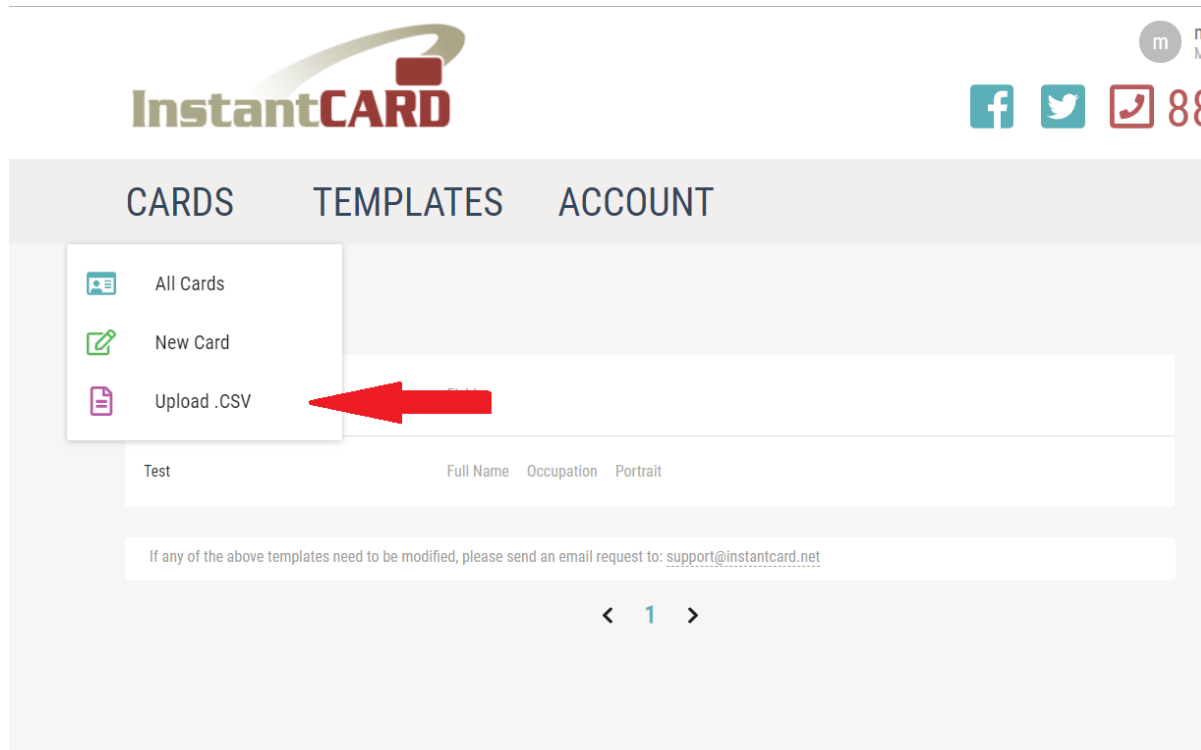 m
InstantCARD
88
CARDS TEMPLATES ACCOUNT
All Cards
New Card
Upload .CSV
Test Full Name Occupation Portrait
If any of the above templates need to be modified, please send an email request to: support@instantcard.net
1